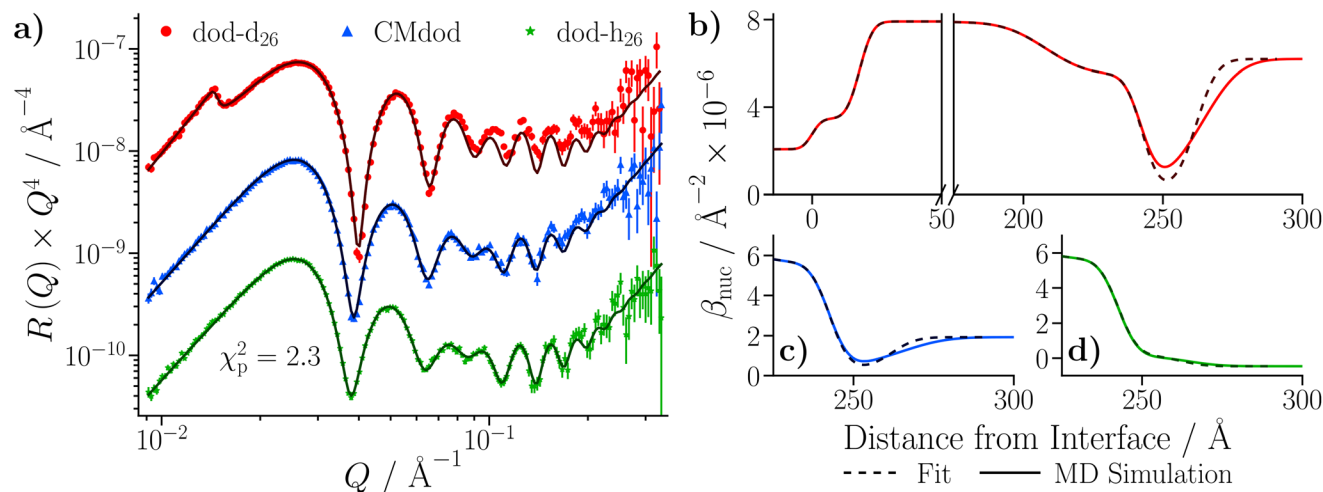 a)
dod-d₂₆ CMdod dod-h₂₆
R(Q) × Q⁴ / Å⁻⁴
10⁻⁷
10⁻⁸
10⁻⁹
10⁻¹⁰
χₚ² = 2.3
10⁻² 10⁻¹
Q / Å⁻¹
b)
β_nuc / Å⁻² × 10⁻⁶
8
4
0
0 50 200 250 300
6
4
2
0
c)
250 300
6
4
2
0
d)
250 300
Distance from Interface / Å
Fit MD Simulation